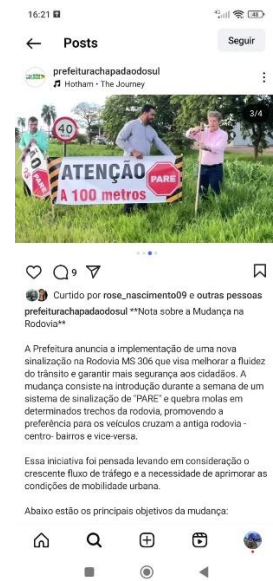 16:21
Posts
Seguir
prefeiturachapadaodosul
Hotham • The Journey
3/4
40
PARE
ATENÇÃO
PARE
A 100 metros
9
Curtido por rose_nascimento09 e outras pessoas
prefeiturachapadaodosul **Nota sobre a Mudança na
Rodovia**
A Prefeitura anuncia a implementação de uma nova
sinalização na Rodovia MS 306 que visa melhorar a fluidez
do trânsito e garantir mais segurança aos cidadãos. A
mudança consiste na introdução durante a semana de um
sistema de sinalização de "PARE" e quebra molas em
determinados trechos da rodovia, promovendo a
preferência para os veículos cruzam a antiga rodovia -
centro- bairros e vice-versa.
Essa iniciativa foi pensada levando em consideração o
crescente fluxo de tráfego e a necessidade de aprimorar as
condições de mobilidade urbana.
Abaixo estão os principais objetivos da mudança: